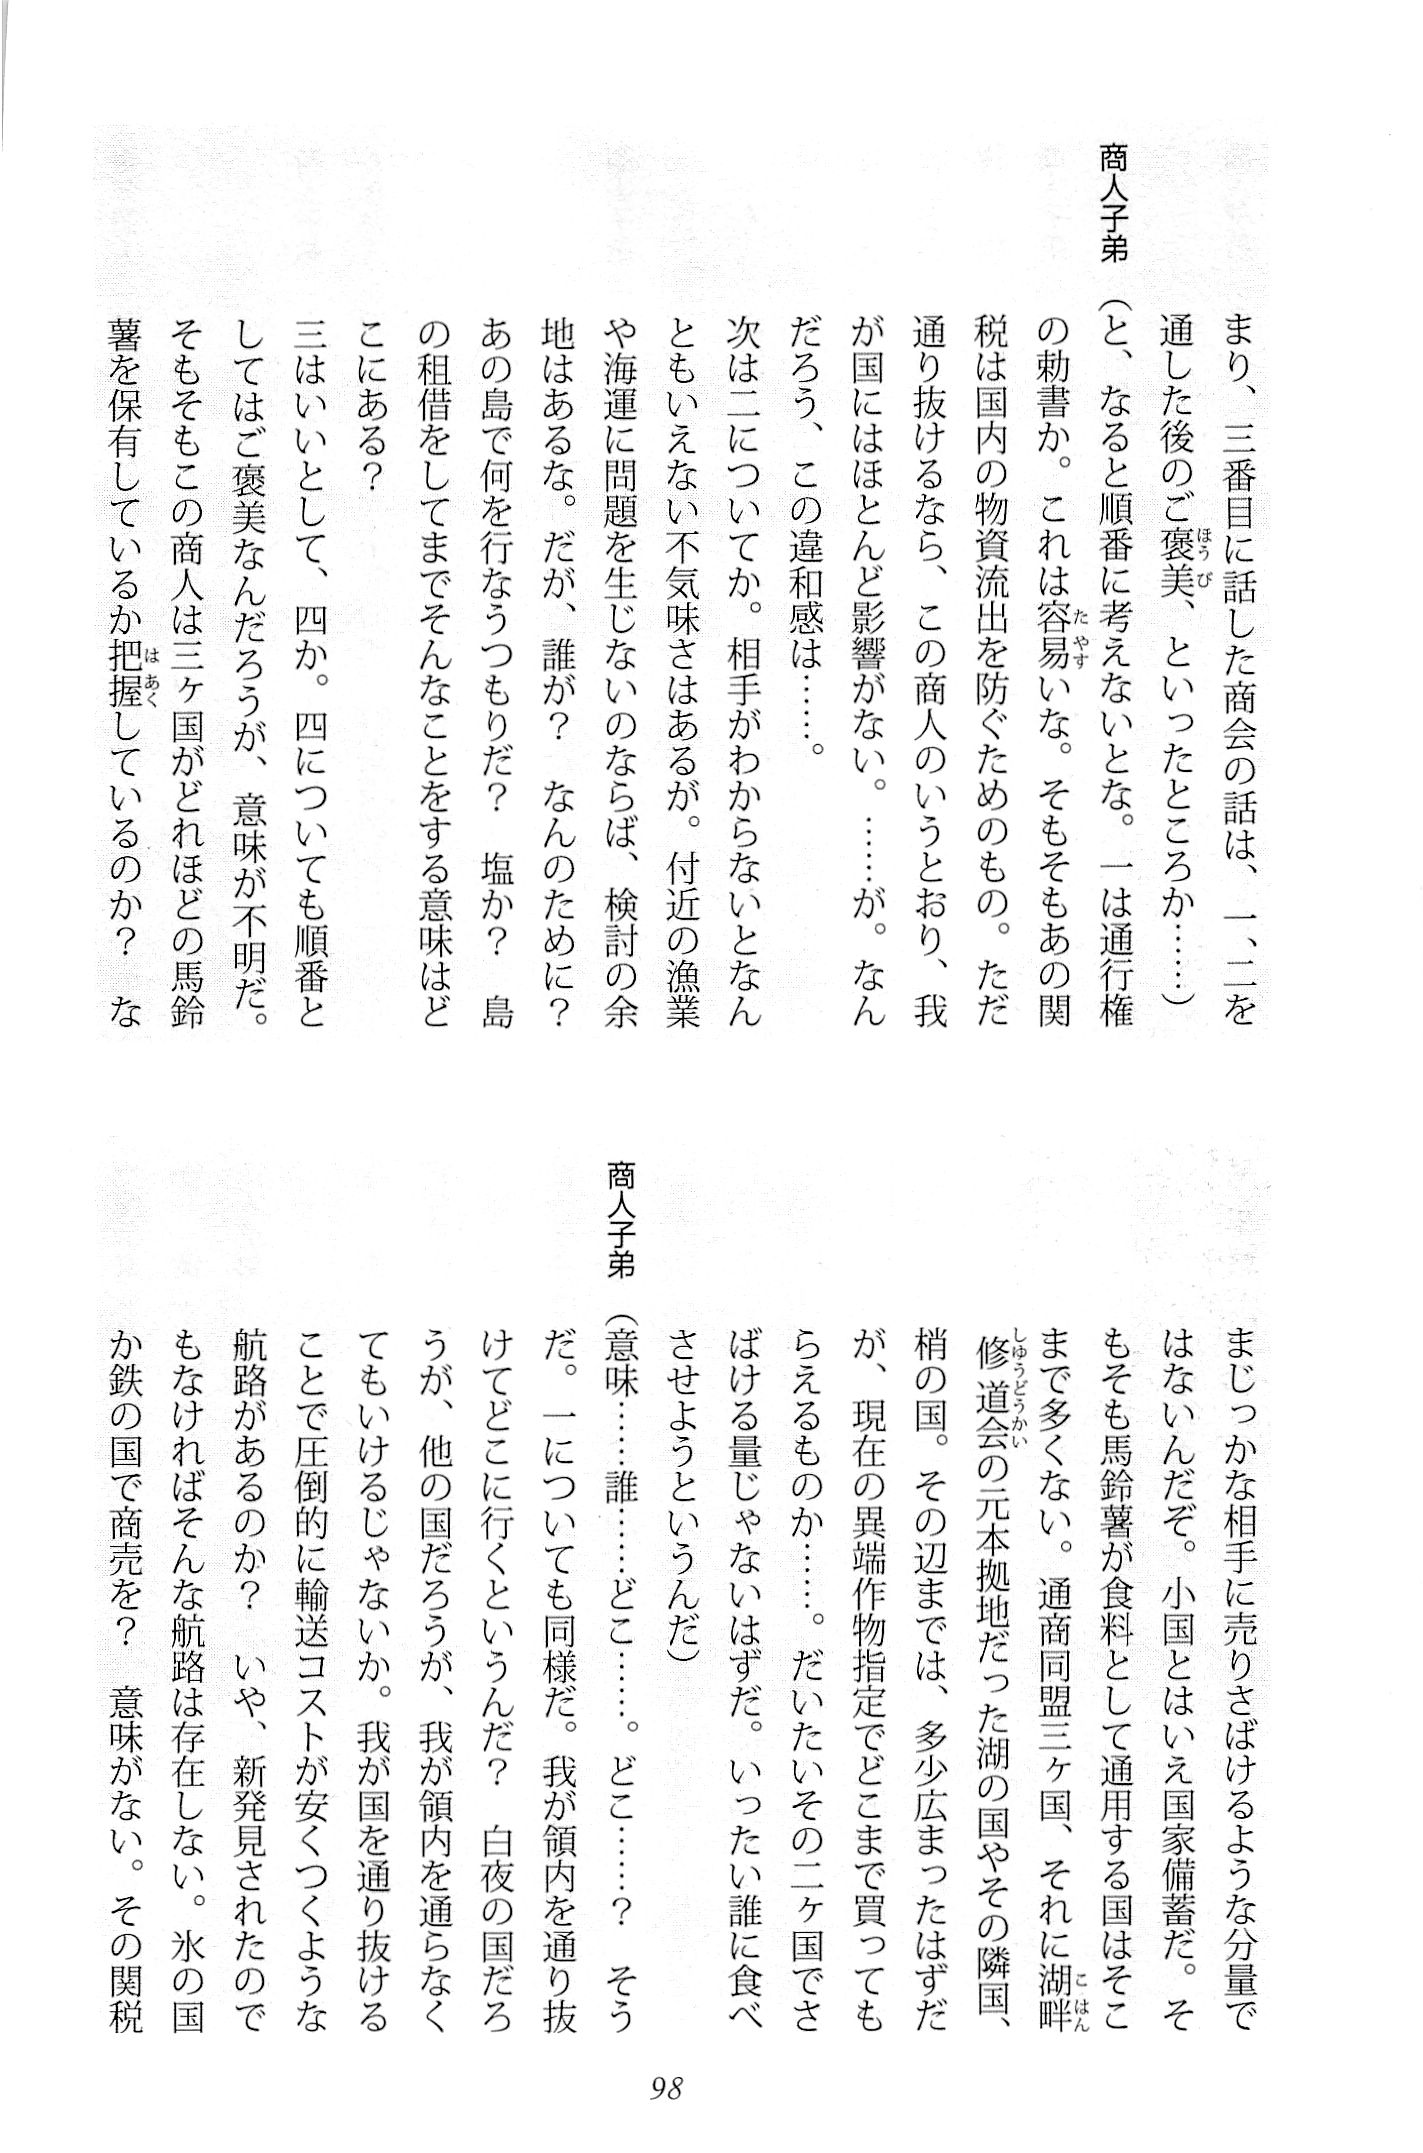 まり、三番目に話した商会の話は、一、二を
通した後のご褒美、といったところか……）
商人子弟　（と、なると順番に考えないとな。一は通行権
の勅書か。これは容易いな。そもそもあの関
税は国内の物資流出を防ぐためのもの。ただ
通り抜けるなら、この商人のいうとおり、我
が国にはほとんど影響がない。……が。なん
だろう、この違和感は……。
次は二についてか。相手がわからないとなん
ともいえない不気味さはあるが。付近の漁業
や海運に問題を生じないのならば、検討の余
地はあるな。だが、誰が？　なんのために？
あの島で何を行なうつもりだ？　塩か？　島
の租借をしてまでそんなことをする意味はど
こにある？
三はいいとして、四か。四についても順番と
してはご褒美なんだろうが、意味が不明だ。
そもそもこの商人は三ヶ国がどれほどの馬鈴
薯を保有しているか把握しているのか？　な
まじっかな相手に売りさばけるような分量で
はないんだぞ。小国とはいえ国家備蓄だ。そ
もそも馬鈴薯が食料として通用する国はそこ
まで多くない。通商同盟三ヶ国、それに湖畔
修道会の元本拠地だった湖の国やその隣国、
梢の国。その辺までは、多少広まったはずだ
が、現在の異端作物指定でどこまで買っても
らえるものか……。だいたいその二ヶ国でさ
ばける量じゃないはずだ。いったい誰に食べ
させようというんだ）
商人子弟　（意味……誰……どこ……。どこ……？　そう
だ。一についても同様だ。我が領内を通り抜
けてどこに行くというんだ？　白夜の国だろ
うが、他の国だろうが、我が領内を通らなく
てもいけるじゃないか。我が国を通り抜ける
ことで圧倒的に輸送コストが安くつくような
航路があるのか？　いや、新発見されたので
もなければそんな航路は存在しない。氷の国
か鉄の国で商売を？　意味がない。その関税
98